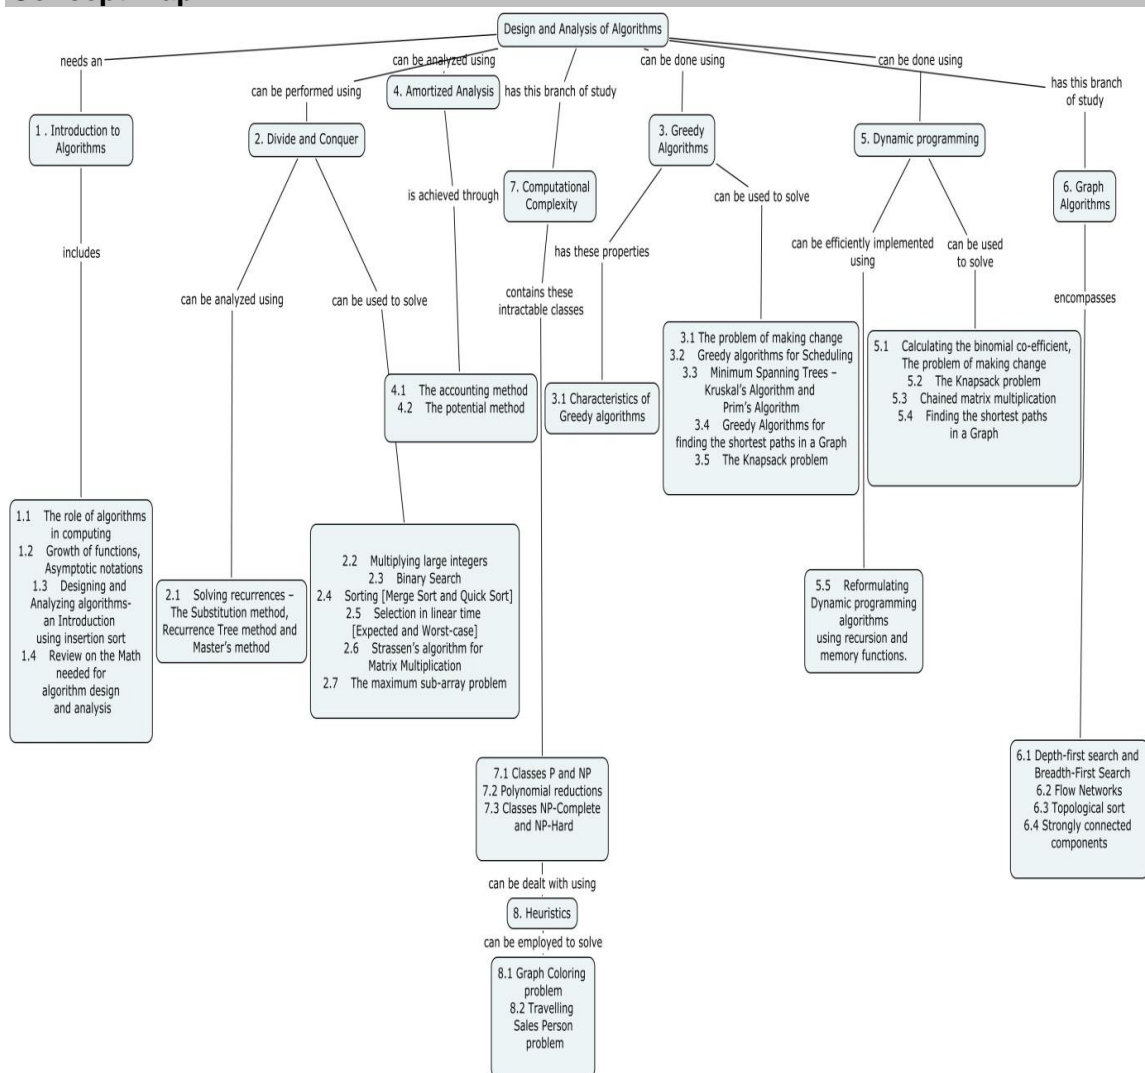 Design and Analysis of Algorithms
needs an
can be analyzed using
can be done using
can be done using
can be performed using
4. Amortized Analysis
has this branch of study
has this branch
of study
1 . Introduction to
Algorithms
2. Divide and Conquer
3. Greedy
Algorithms
5. Dynamic programming
is achieved through
7. Computational
Complexity
can be used to solve
6. Graph
Algorithms
includes
has these properties
can be efficiently implemented
using
can be used
to solve
can be analyzed using
can be used to solve
contains these
intractable classes
encompasses
4.1 The accounting method
4.2 The potential method
3.1 Characteristics of
Greedy algorithms
3.1 The problem of making change
3.2 Greedy algorithms for Scheduling
3.3 Minimum Spanning Trees –
Kruskal's Algorithm and
Prim's Algorithm
3.4 Greedy Algorithms for
finding the shortest paths in a Graph
3.5 The Knapsack problem
5.1 Calculating the binomial co-efficient,
The problem of making change
5.2 The Knapsack problem
5.3 Chained matrix multiplication
5.4 Finding the shortest paths
in a Graph
1.1 The role of algorithms
in computing
1.2 Growth of functions,
Asymptotic notations
1.3 Designing and
Analyzing algorithms-
an Introduction
using insertion sort
1.4 Review on the Math
needed for
algorithm design
and analysis
2.1 Solving recurrences –
The Substitution method,
Recurrence Tree method and
Master's method
2.2 Multiplying large integers
2.3 Binary Search
2.4 Sorting [Merge Sort and Quick Sort]
2.5 Selection in linear time
[Expected and Worst-case]
2.6 Strassen's algorithm for
Matrix Multiplication
2.7 The maximum sub-array problem
5.5 Reformulating
Dynamic programming
algorithms
using recursion and
memory functions.
7.1 Classes P and NP
7.2 Polynomial reductions
7.3 Classes NP-Complete
and NP-Hard
6.1 Depth-first search and
Breadth-First Search
6.2 Flow Networks
6.3 Topological sort
6.4 Strongly connected
components
can be dealt with using
8. Heuristics
can be employed to solve
8.1 Graph Coloring
problem
8.2 Travelling
Sales Person
problem